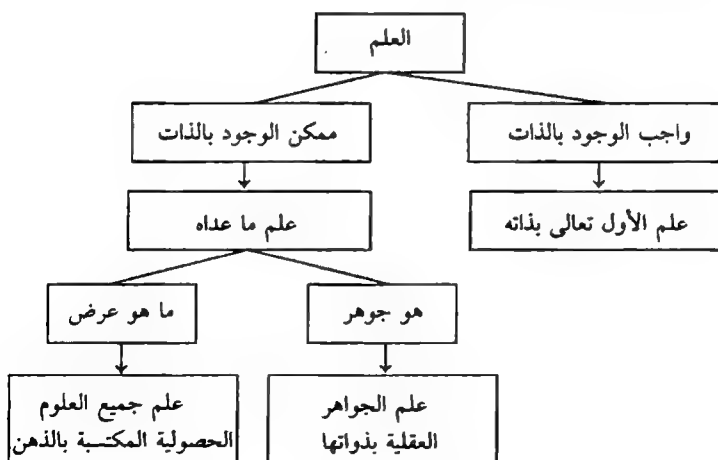 العلم
واجب الوجود بالذات
ممكن الوجود بالذات
علم الأول تعالى بذاته
علم ما عداه
هو جوهر
ما هو عرض
علم الجواهر
العقلية بذواتها
علم جميع العلوم
الحصولية المكتسبة بالذهن